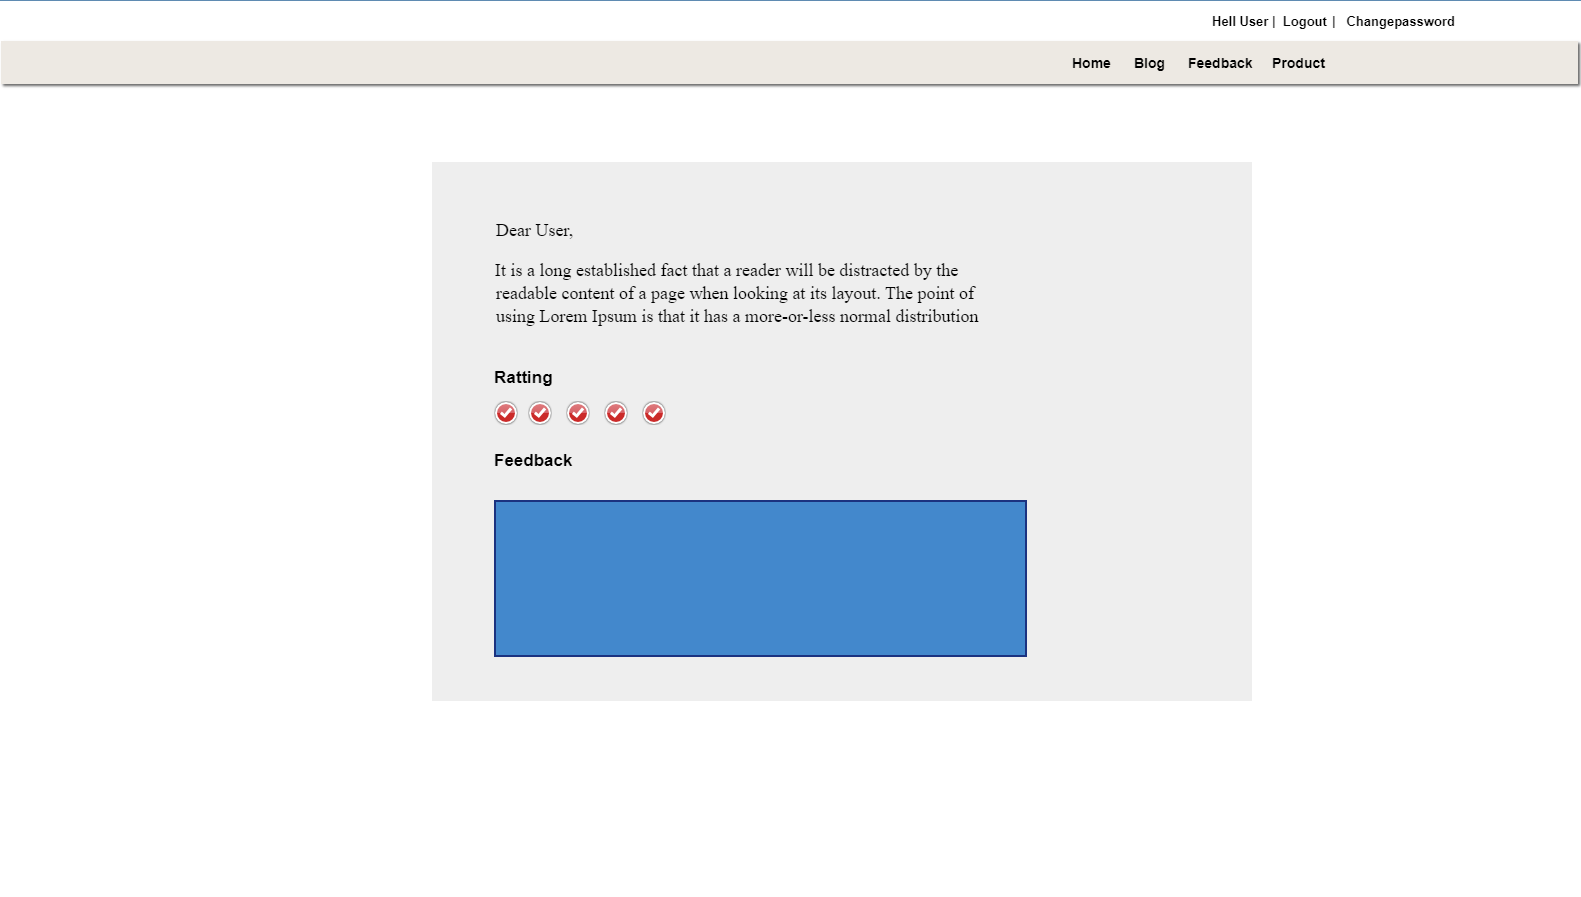 Hell User | Logout | Changepassword
Home Blog Feedback Product
Dear User,
It is a long established fact that a reader will be distracted by the
readable content of a page when looking at its layout. The point of
using Lorem Ipsum is that it has a more-or-less normal distribution
Ratting
Feedback